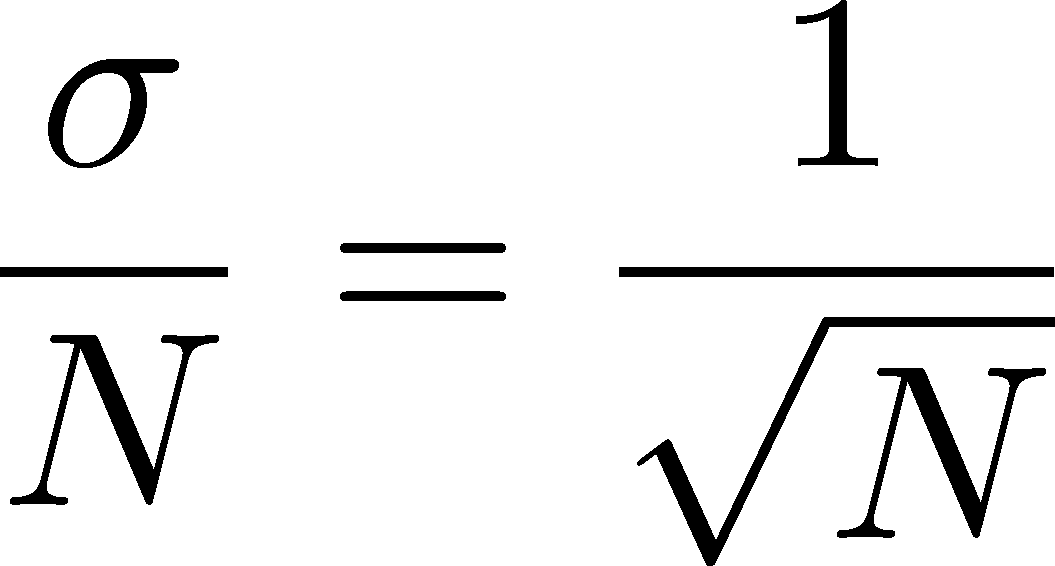 σ/N = 1/√N